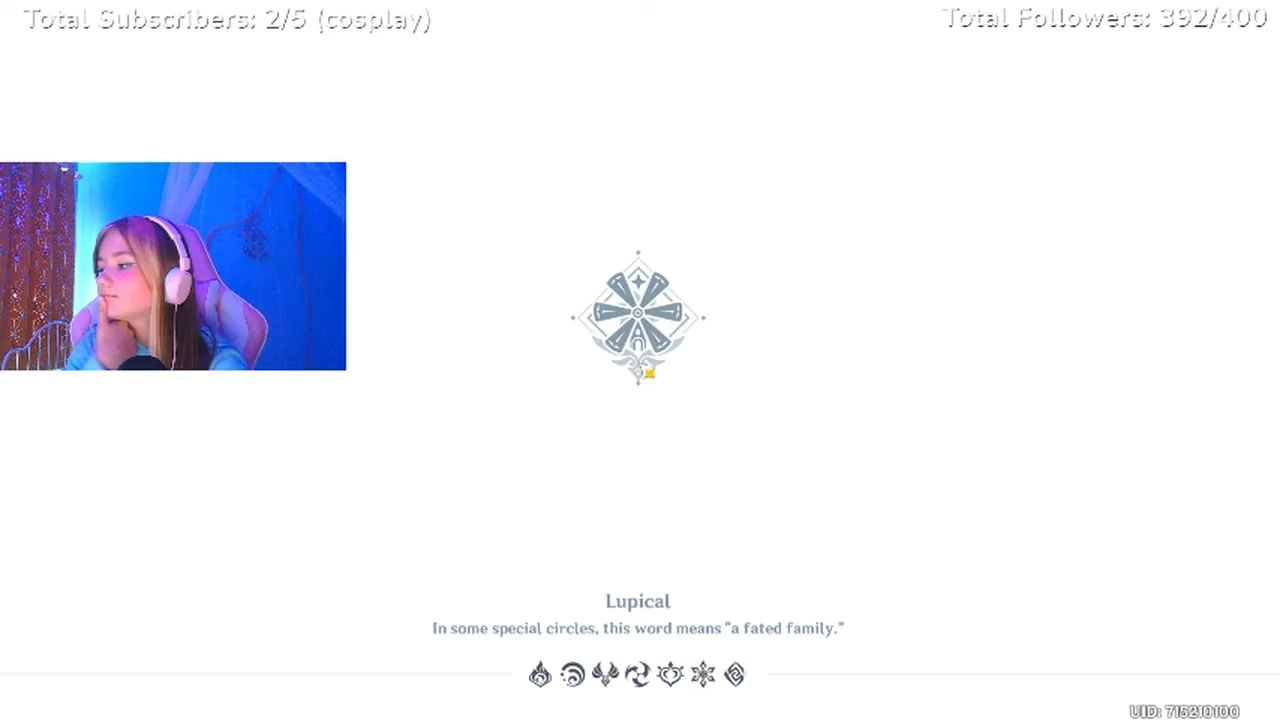 Total Subscribers: 2/5 (cosplay)
Total Followers: 392/400
Lupical
In some special circles, this word means "a fated family."
UID: